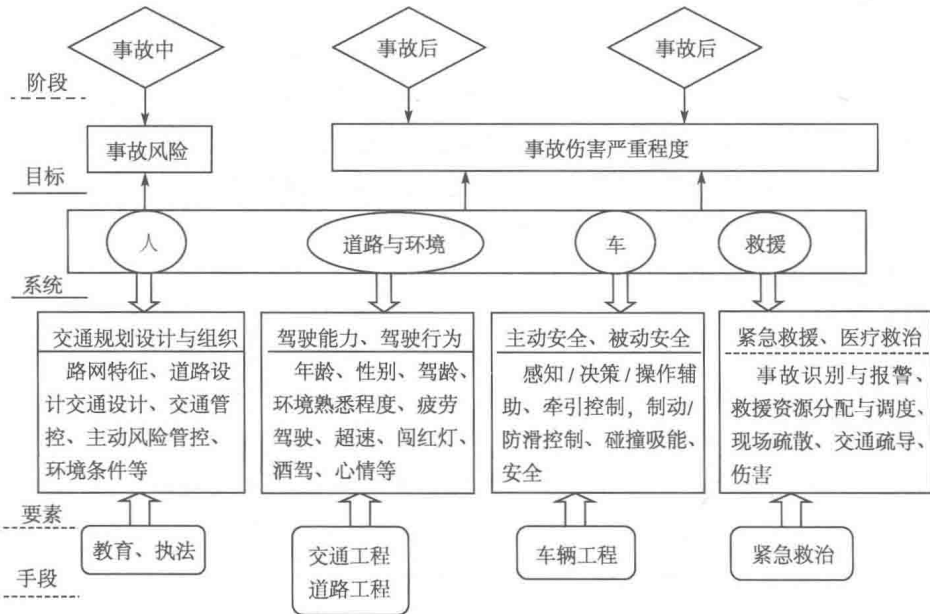 事故中
事故后
事故后
阶段
事故风险
事故伤害严重程度
目标
人
道路与环境
车
救援
系统
交通规划设计与组织
路网特征、道路设
计交通设计、交通管
控、主动风险管控、
环境条件等
驾驶能力、驾驶行为
年龄、性别、驾龄、
环境熟悉程度、疲劳
驾驶、超速、闯红灯、
酒驾、心情等
主动安全、被动安全
感知/决策/操作辅
助、牵引控制，制动/
防滑控制、碰撞吸能、
安全
紧急救援、医疗救治
事故识别与报警、
救援资源分配与调度、
现场疏散、交通疏导、
伤害
要素
教育、执法
交通工程
道路工程
车辆工程
紧急救治
手段